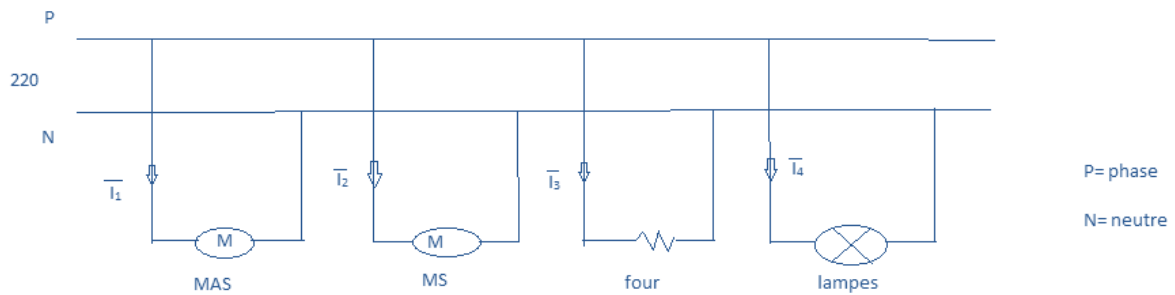 P
220
N
I1
I2
I3
I4
P= phase
N= neutre
M
M
MAS
MS
four
lampes